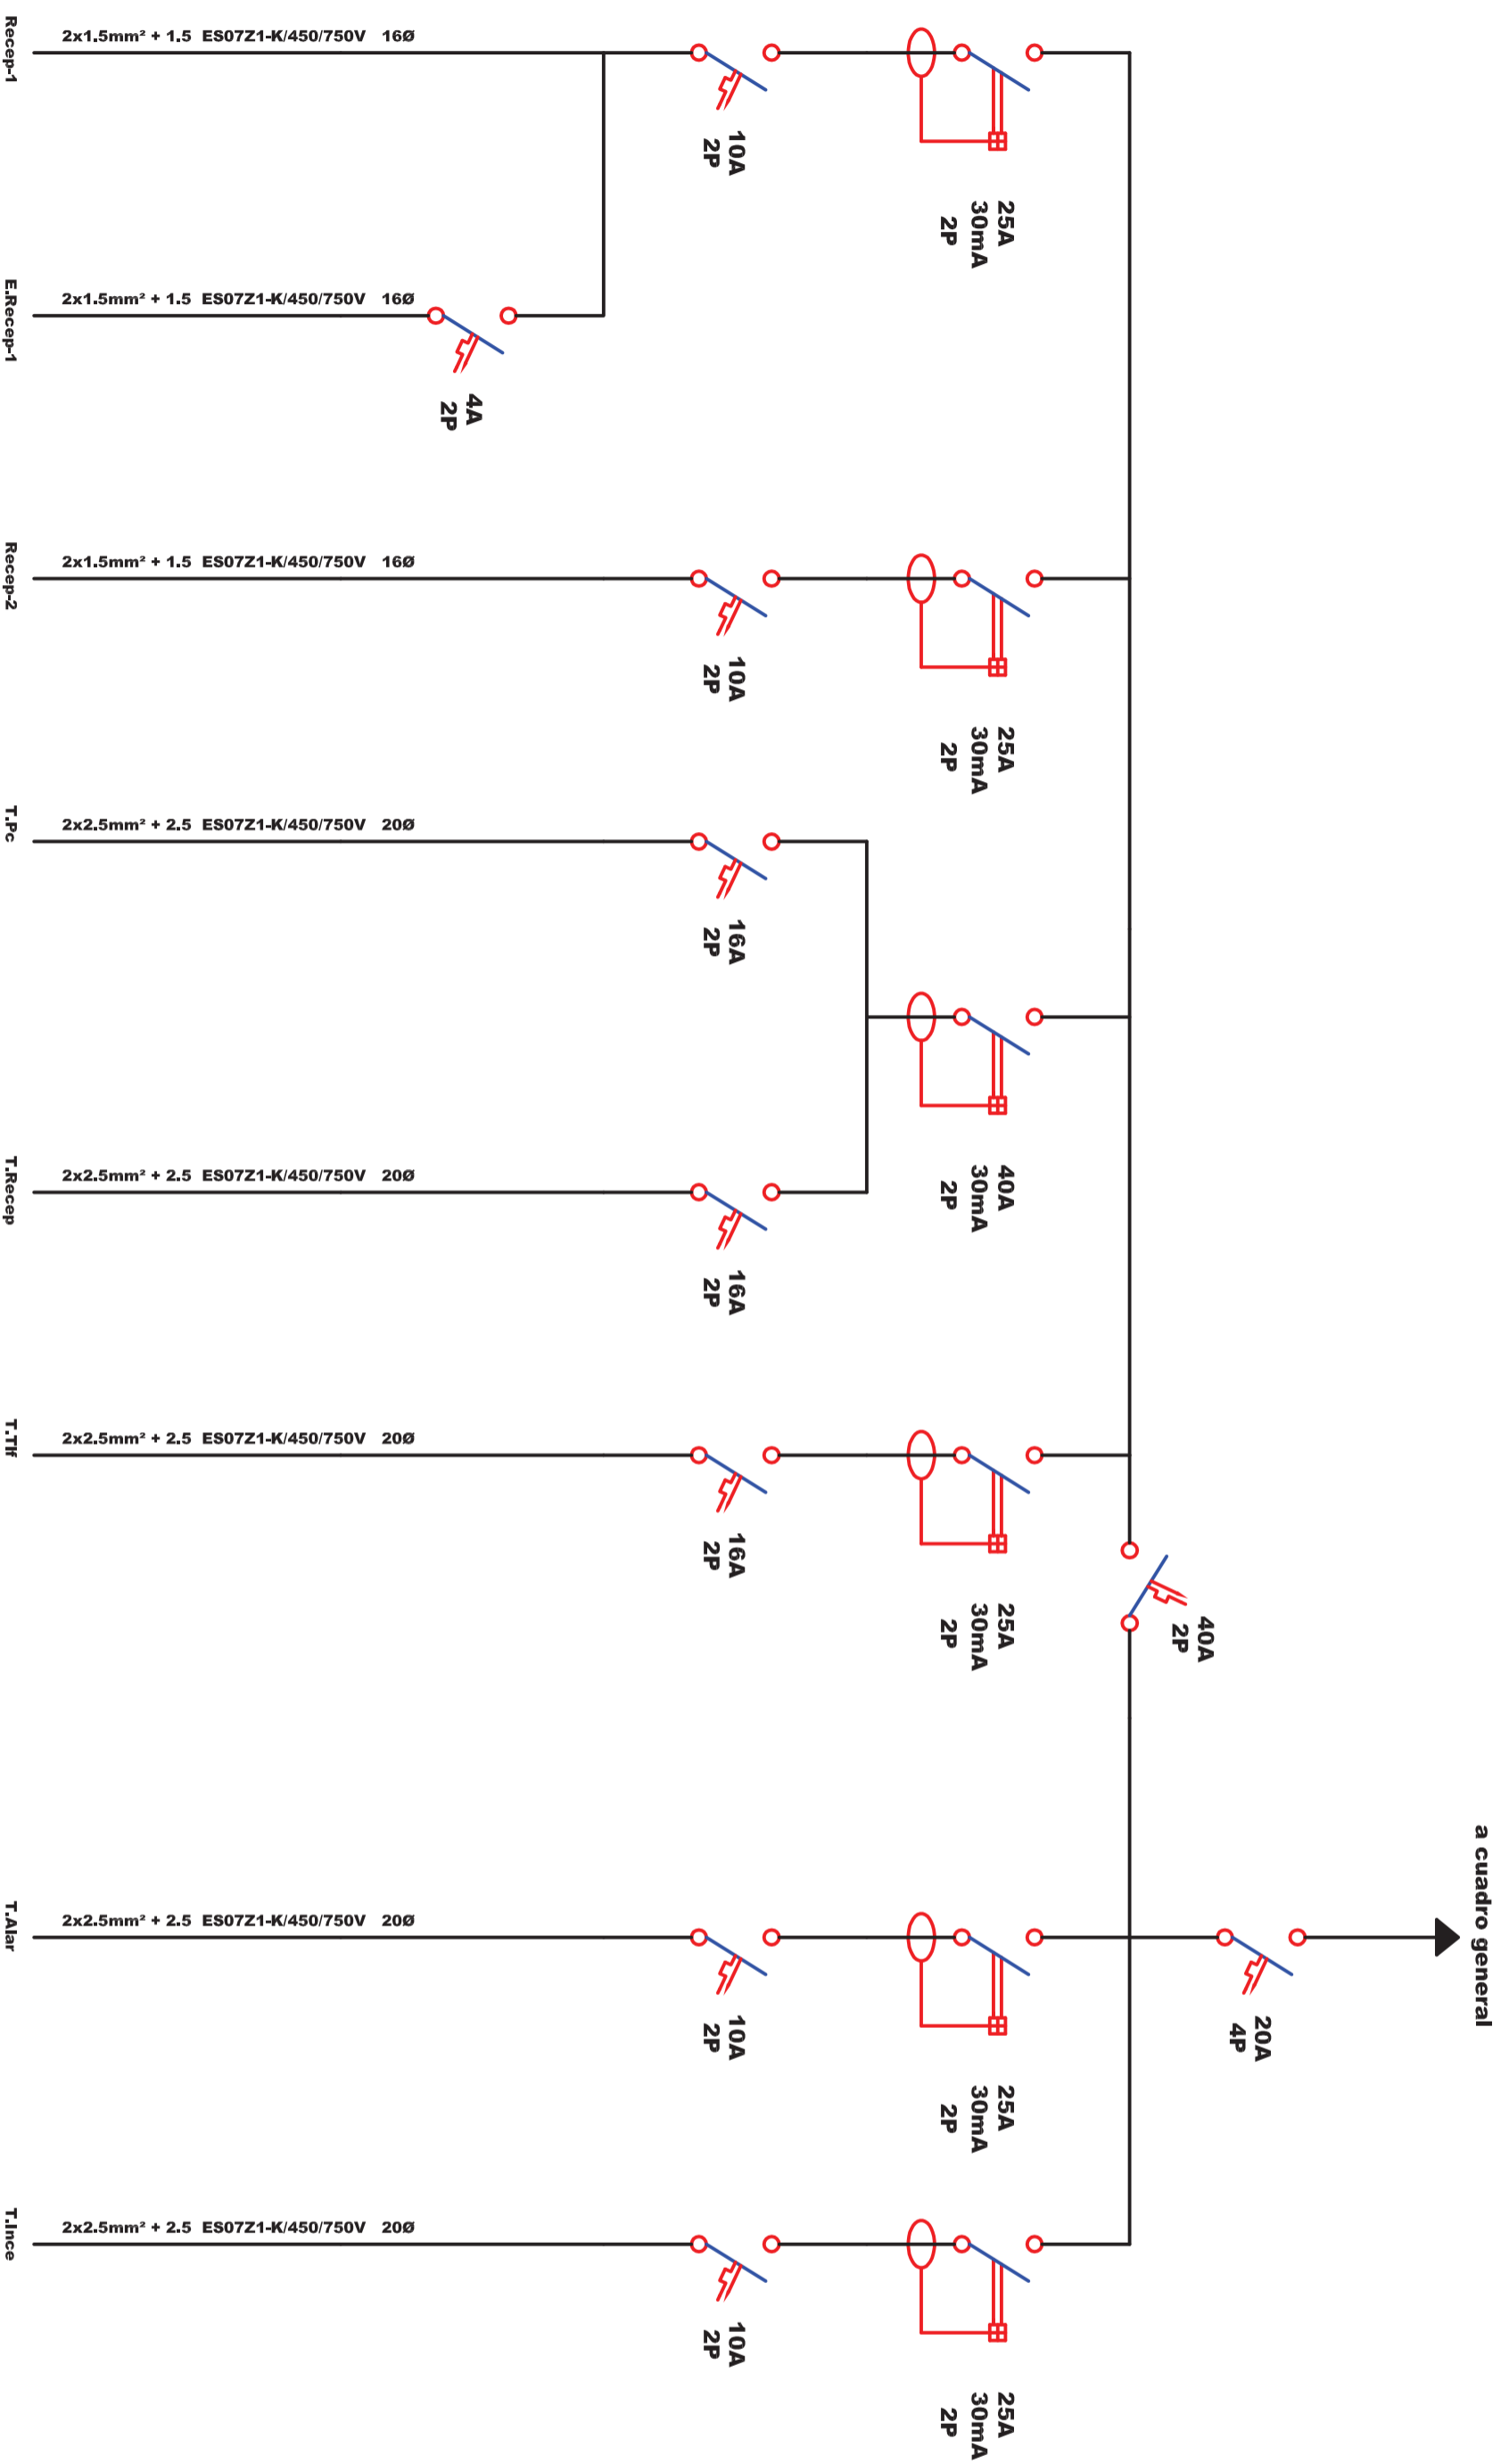 a cuadro general
20A
4P
40A
2P
25A
30mA
2P
25A
30mA
2P
40A
30mA
2P
25A
30mA
2P
25A
30mA
2P
25A
30mA
2P
10A
2P
10A
2P
16A
2P
16A
2P
16A
2P
10A
2P
10A
2P
4A
2P
2x1.5mm² + 1.5 ES07Z1-K/450/750V 16Ø
2x1.5mm² + 1.5 ES07Z1-K/450/750V 16Ø
2x1.5mm² + 1.5 ES07Z1-K/450/750V 16Ø
2x2.5mm² + 2.5 ES07Z1-K/450/750V 20Ø
2x2.5mm² + 2.5 ES07Z1-K/450/750V 20Ø
2x2.5mm² + 2.5 ES07Z1-K/450/750V 20Ø
2x2.5mm² + 2.5 ES07Z1-K/450/750V 20Ø
2x2.5mm² + 2.5 ES07Z1-K/450/750V 20Ø
Recep-1
E.Recep-1
Recep-2
T.Pc
T.Recep
T.Tlf
T.Alar
T.Ince